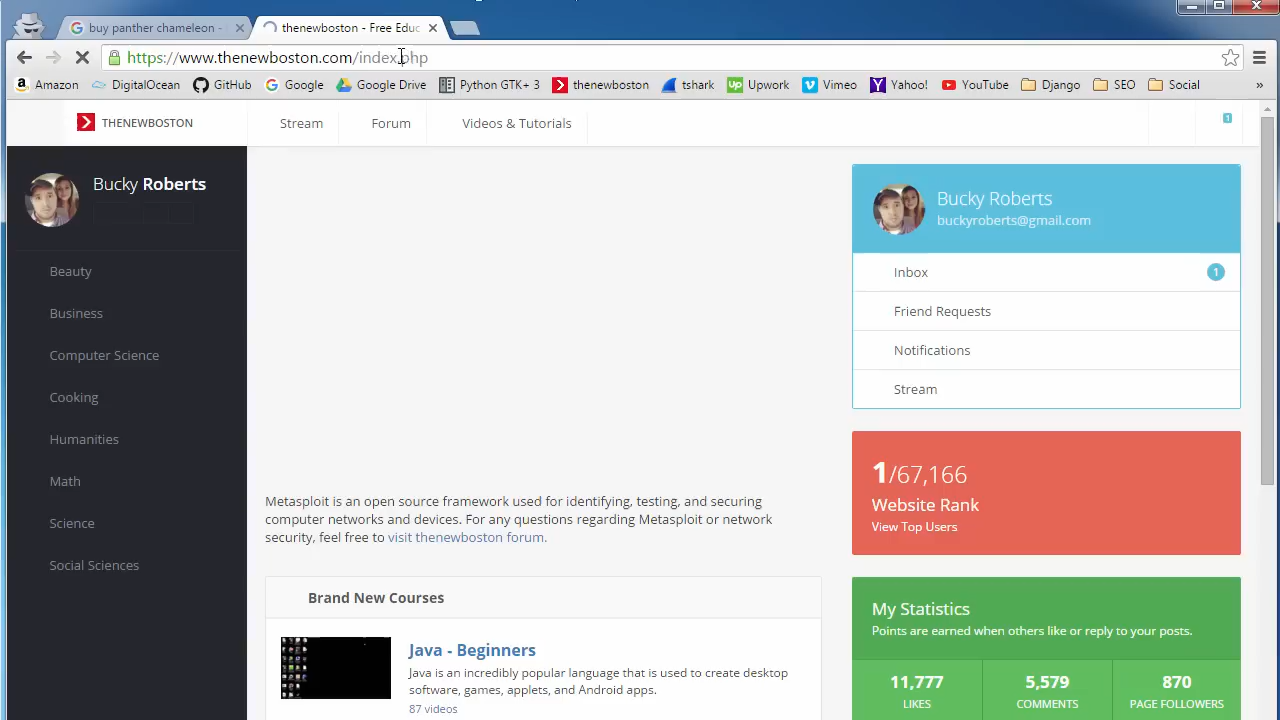 buy panther chameleon -
thenewboston - Free Educ
https://www.thenewboston.com/index.php
Amazon DigitalOcean GitHub Google Google Drive Python GTK+ 3 thenewboston tshark Up Upwork Vimeo Yahoo! YouTube Django SEO Social »
THENEWBOSTON Stream Forum Videos & Tutorials 1
Bucky Roberts
Beauty
Business
Computer Science
Cooking
Humanities
Math
Science
Social Sciences
Metasploit is an open source framework used for identifying, testing, and securing
computer networks and devices. For any questions regarding Metasploit or network
security, feel free to visit thenewboston forum.
Brand New Courses
Java - Beginners
Java is an incredibly popular language that is used to create desktop
software, games, applets, and Android apps.
87 videos
Bucky Roberts
buckyroberts@gmail.com
Inbox 1
Friend Requests
Notifications
Stream
1/67,166
Website Rank
View Top Users
My Statistics
Points are earned when others like or reply to your posts.
11,777 5,579 870
LIKES COMMENTS PAGE FOLLOWERS